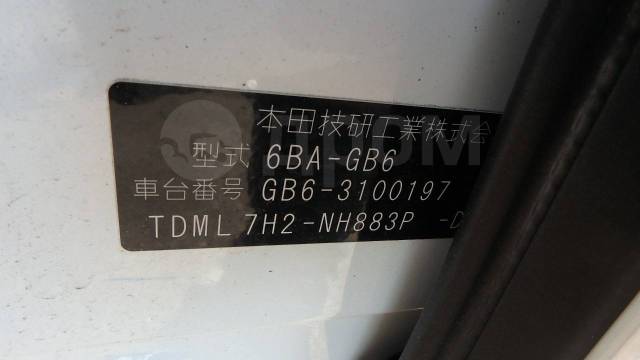 本田技研工業株式会
型式 6BA-GB6
車台番号 GB6-3100197
TDML 7H2-NH883P -D